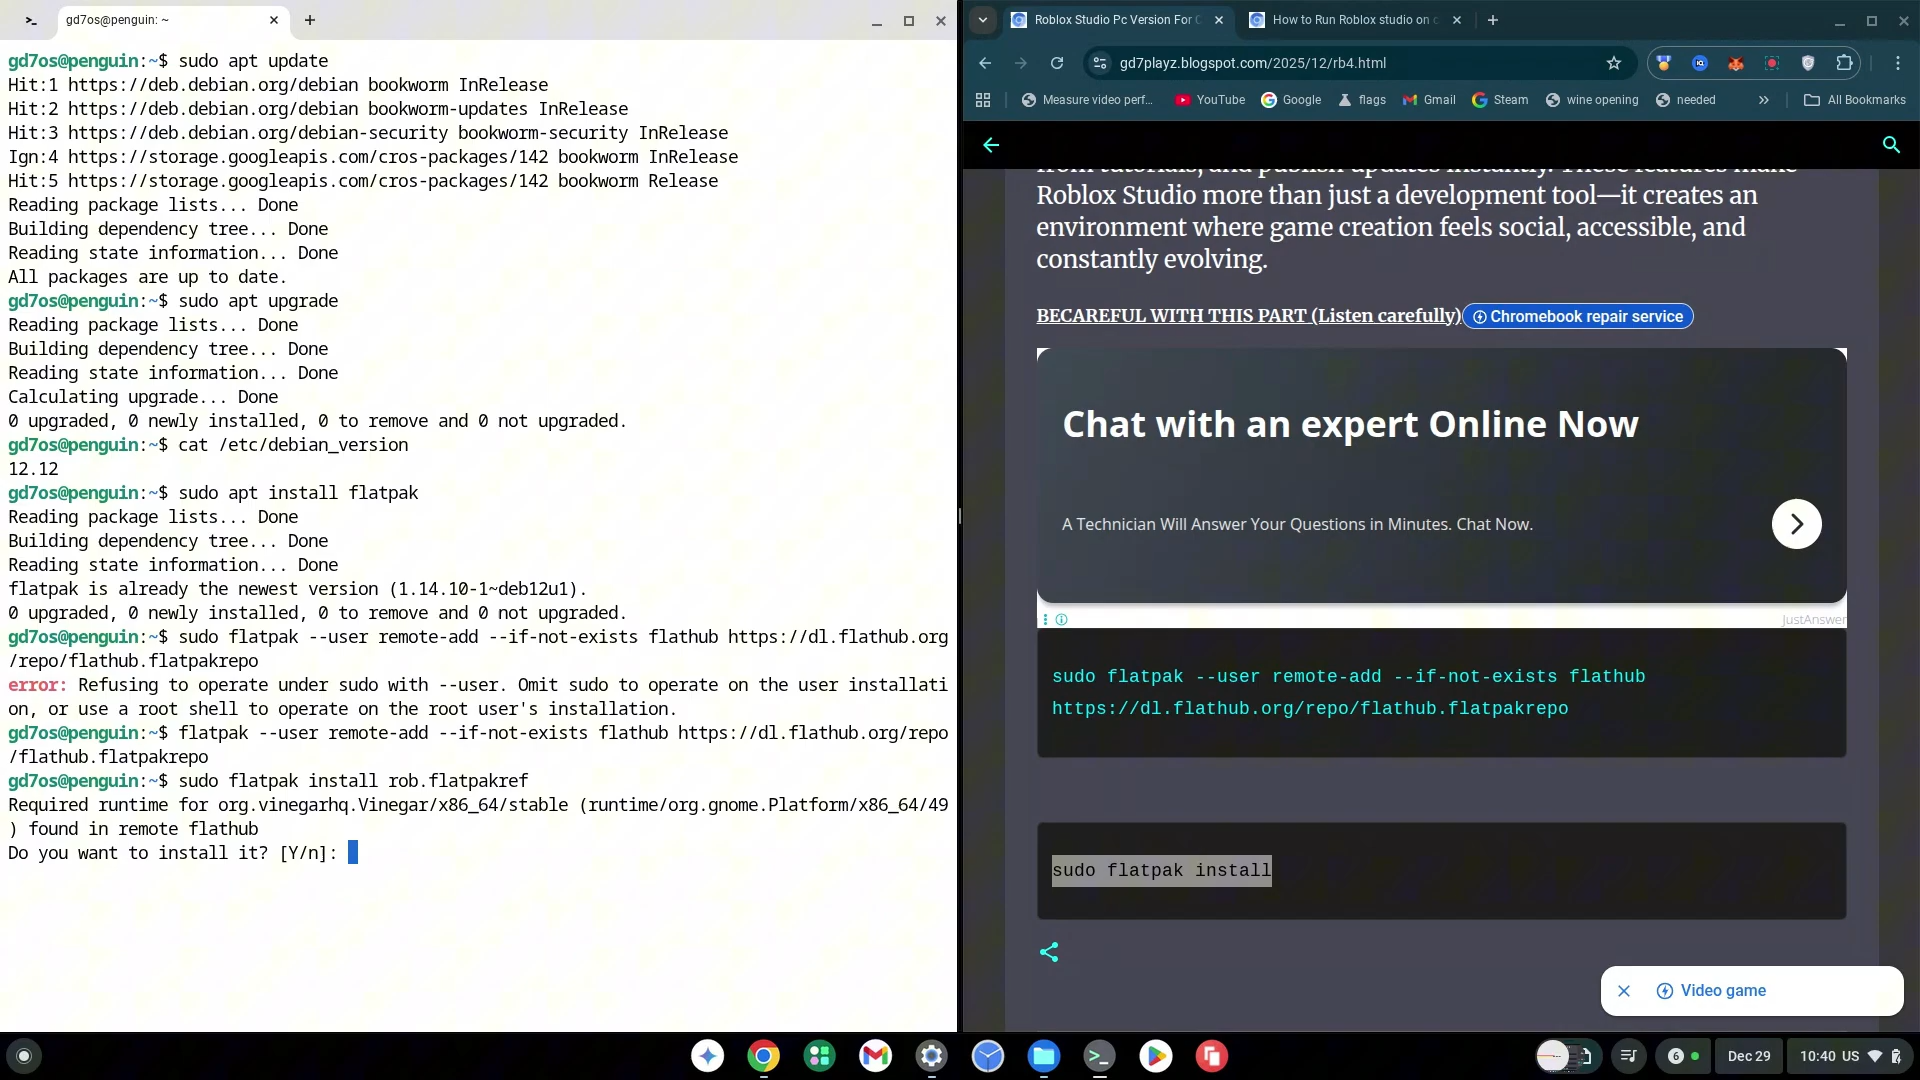 gd7os@penguin: ~
gd7os@penguin:~$ sudo apt update
Hit:1 https://deb.debian.org/debian bookworm InRelease
Hit:2 https://deb.debian.org/debian bookworm-updates InRelease
Hit:3 https://deb.debian.org/debian-security bookworm-security InRelease
Ign:4 https://storage.googleapis.com/cros-packages/142 bookworm InRelease
Hit:5 https://storage.googleapis.com/cros-packages/142 bookworm Release
Reading package lists... Done
Building dependency tree... Done
Reading state information... Done
All packages are up to date.
gd7os@penguin:~$ sudo apt upgrade
Reading package lists... Done
Building dependency tree... Done
Reading state information... Done
Calculating upgrade... Done
0 upgraded, 0 newly installed, 0 to remove and 0 not upgraded.
gd7os@penguin:~$ cat /etc/debian_version
12.12
gd7os@penguin:~$ sudo apt install flatpak
Reading package lists... Done
Building dependency tree... Done
Reading state information... Done
flatpak is already the newest version (1.14.10-1~deb12u1).
0 upgraded, 0 newly installed, 0 to remove and 0 not upgraded.
gd7os@penguin:~$ sudo flatpak --user remote-add --if-not-exists flathub https://dl.flathub.org
/repo/flathub.flatpakrepo
error: Refusing to operate under sudo with --user. Omit sudo to operate on the user installati
on, or use a root shell to operate on the root user's installation.
gd7os@penguin:~$ flatpak --user remote-add --if-not-exists flathub https://dl.flathub.org/repo
/flathub.flatpakrepo
gd7os@penguin:~$ sudo flatpak install rob.flatpakref
Required runtime for org.vinegarhq.Vinegar/x86_64/stable (runtime/org.gnome.Platform/x86_64/49
) found in remote flathub
Do you want to install it? [Y/n]:
Roblox Studio Pc Version For C
How to Run Roblox studio on c
gd7playz.blogspot.com/2025/12/rb4.html
Measure video perf...
YouTube
Google
flags
Gmail
Steam
wine opening
needed
All Bookmarks
from tutorials, and publish updates instantly. These features make
Roblox Studio more than just a development tool—it creates an
environment where game creation feels social, accessible, and
constantly evolving.
BECAREFUL WITH THIS PART (Listen carefully) Chromebook repair service
Chat with an expert Online Now
A Technician Will Answer Your Questions in Minutes. Chat Now.
JustAnswer
sudo flatpak --user remote-add --if-not-exists flathub
https://dl.flathub.org/repo/flathub.flatpakrepo
sudo flatpak install
Video game
6
Dec 29
10:40 US